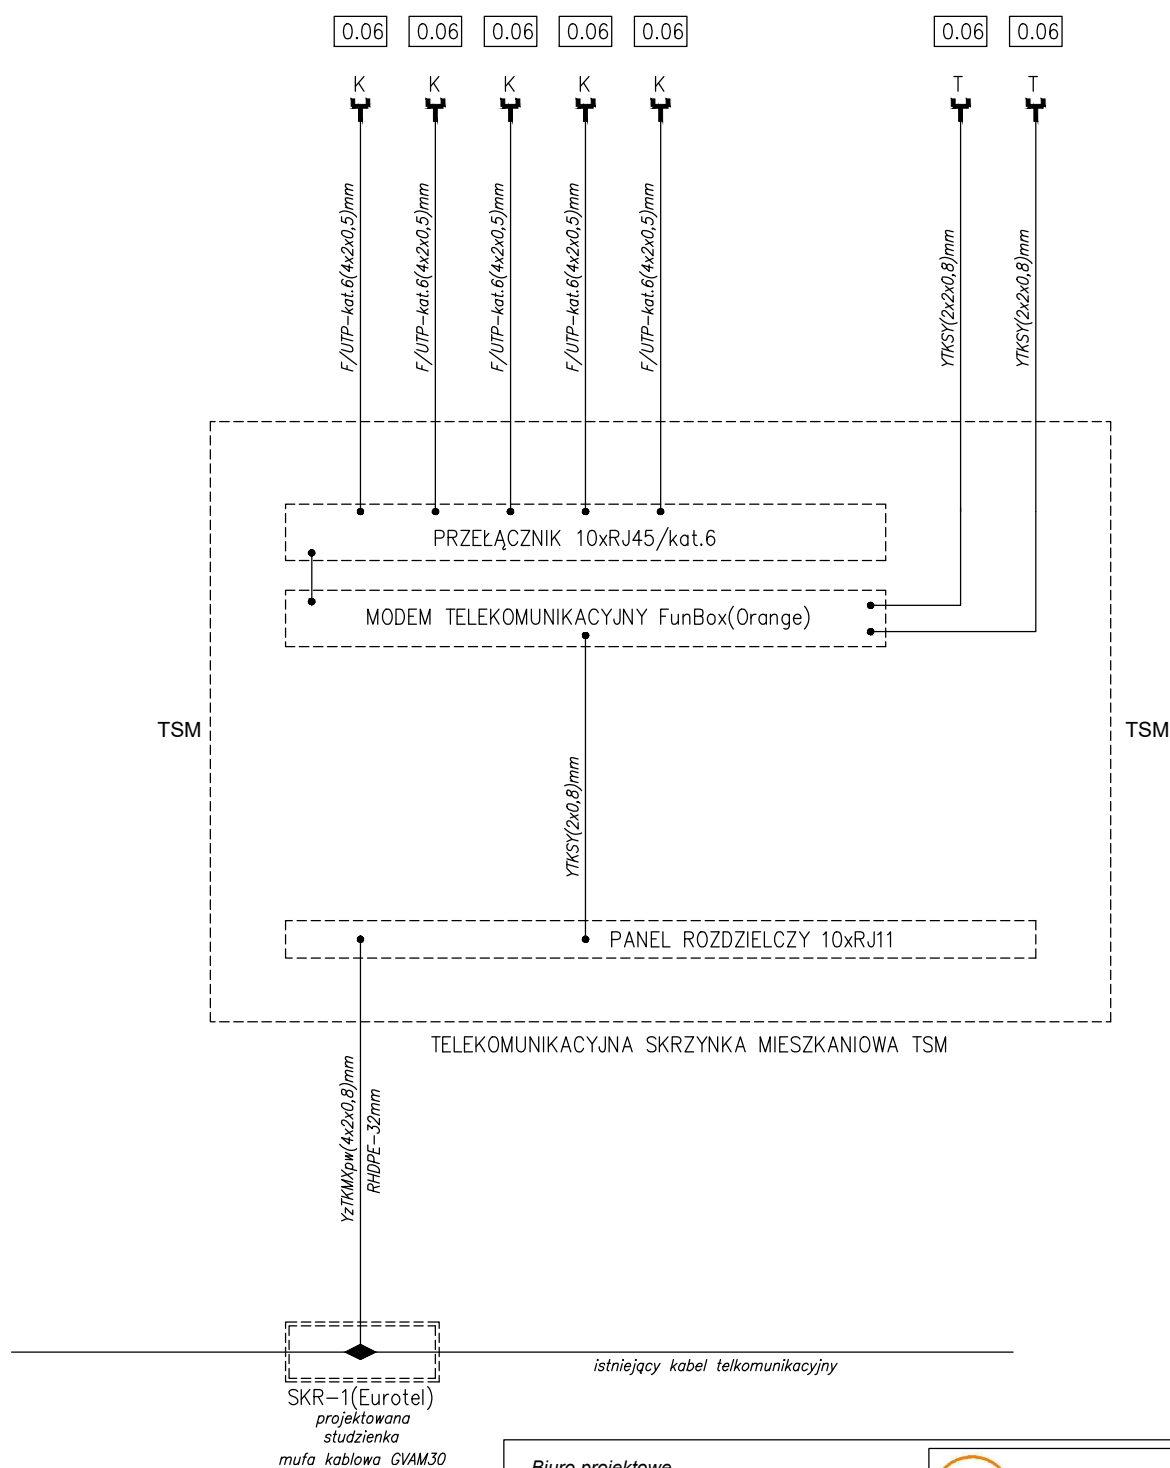 0.06 0.06 0.06 0.06 0.06 0.06 0.06
K K K K K T T
F/UTP-kat.6(4x2x0,5)mm
F/UTP-kat.6(4x2x0,5)mm
F/UTP-kat.6(4x2x0,5)mm
F/UTP-kat.6(4x2x0,5)mm
F/UTP-kat.6(4x2x0,5)mm
YTKSY(2x2x0,8)mm
YTKSY(2x2x0,8)mm
PRZEŁĄCZNIK 10xRJ45/kat.6
MODEM TELEKOMUNIKACYJNY FunBox(Orange)
TSM
TSM
YTKSY(2x0,8)mm
PANEL ROZDZIELCZY 10xRJ11
TELEKOMUNIKACYJNA SKRZYNKA MIESZKANIOWA TSM
YzTKMXpw(4x2x0,8)mm
RHDPE-32mm
istniejący kabel telkomunikacyjny
SKR-1(Eurotel)
projektowana
studzienka
mufa kablowa GVAM30
Biuro projektowe